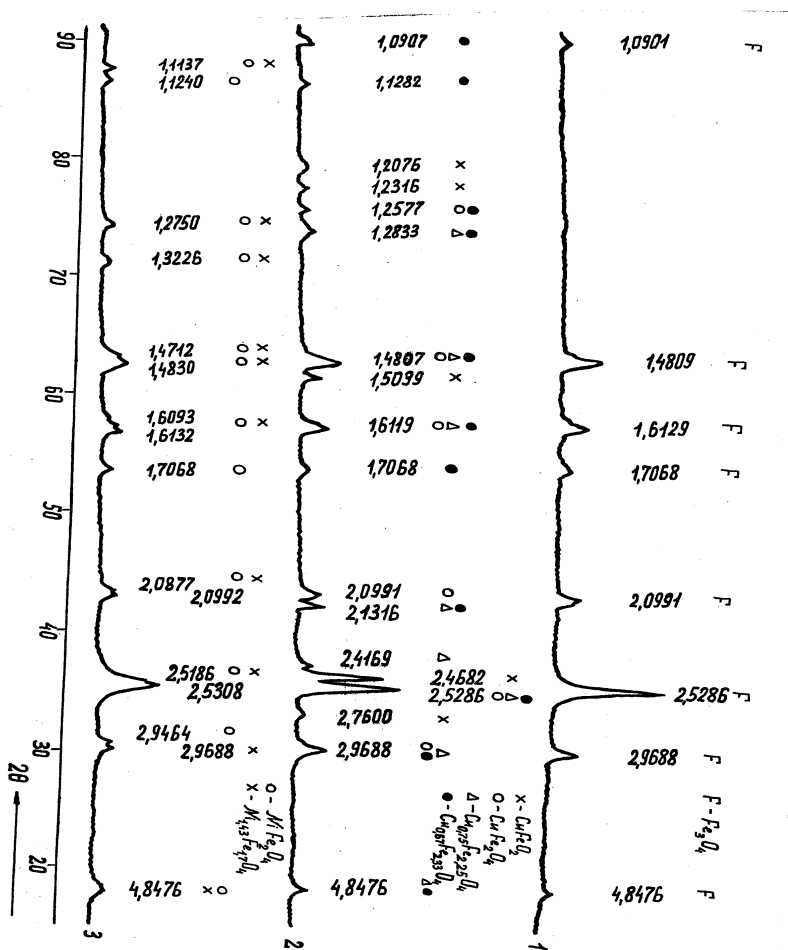 90
80
70
60
50
40
30
20
2θ
1,1137 o x
1,1240 o
1,2750 o x
1,3226 o x
1,4712 o x
1,4830 o x
1,6093 o x
1,6132
1,7068 o
2,0877 o x
2,0992
2,5186 o x
2,5308
2,9464 o
2,9688 x
4,8476 x o
o - NiFe₂O₄
x - Ni₁,₄₃Fe₁,₇O₄
3
1,0907 ●
1,1282 ●
1,2076 x
1,2316 x
1,2577 o ●
1,2833 Δ ●
1,4807 o Δ ●
1,5099 x
1,6119 o Δ ●
1,7068 ●
2,0991 o
2,1316 Δ ●
2,4169 Δ
2,4682 x
2,5286 o Δ ●
2,7600 x
2,9688 o ● Δ
4,8476 Δ ●
x - CuFeO₂
o - CuFe₂O₄
Δ - Cu₀,₇₅Fe₂,₂₅O₄
● - Cu₀,₆₇Fe₂,₃₃O₄
2
1,0901 F
1,4809 F
1,6129 F
1,7068 F
2,0991 F
2,5286 F
2,9688 F
4,8476 F
F - Fe₃O₄
1